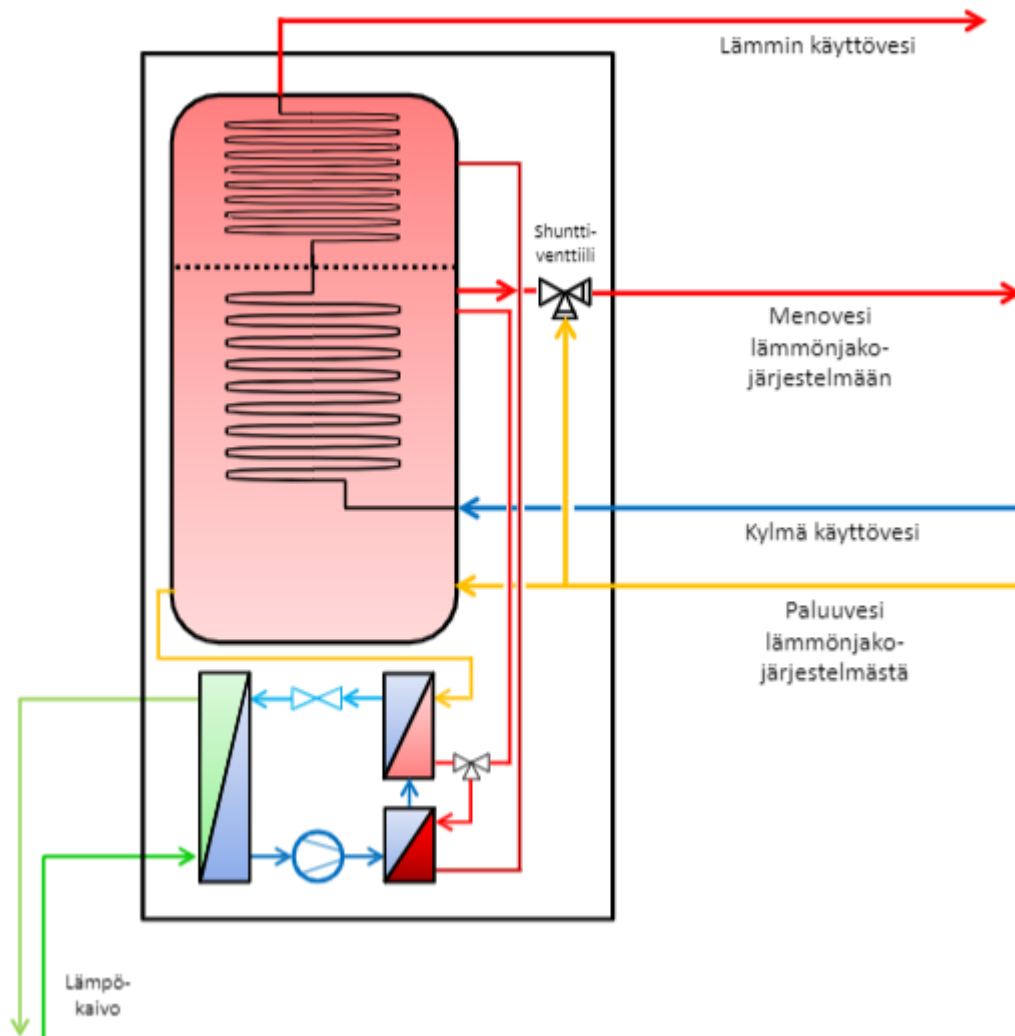 Lämmin käyttövesi
Shuntti-
venttiili
Menovesi
lämmönjako-
järjestelmään
Kylmä käyttövesi
Paluuvesi
lämmönjako-
järjestelmästä
Lämpö-
kaivo